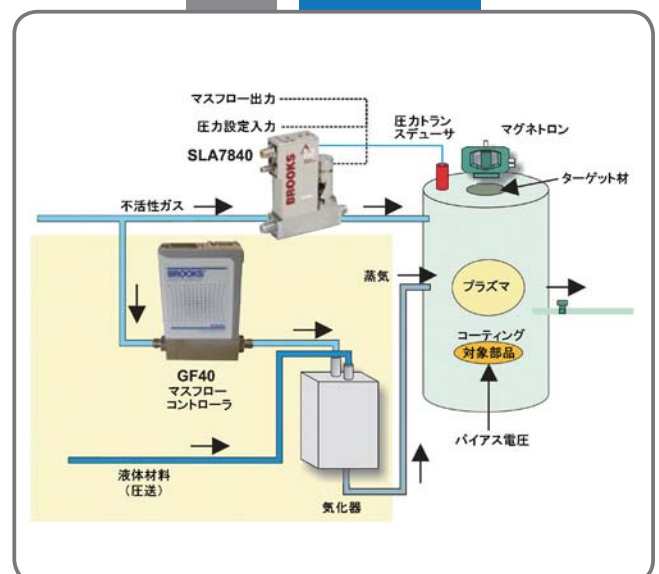 マスフロー出力
圧力設定入力
SLA7840
BROOKS
圧力トラン
スデューサ
マグネトロン
ターゲット材
不活性ガス
BROOKS
蒸気
プラズマ
コーティング
対象部品
GF40
マスフロー
コントローラ
バイアス電圧
液体材料
(圧送)
気化器